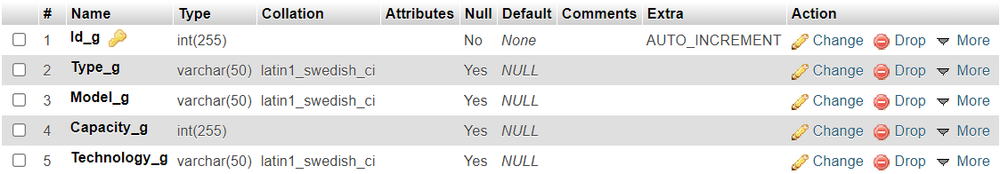 # Name Type Collation Attributes Null Default Comments Extra Action
1 Id_g int(255) No None AUTO_INCREMENT Change Drop More
2 Type_g varchar(50) latin1_swedish_ci Yes NULL Change Drop More
3 Model_g varchar(50) latin1_swedish_ci Yes NULL Change Drop More
4 Capacity_g int(255) Yes NULL Change Drop More
5 Technology_g varchar(50) latin1_swedish_ci Yes NULL Change Drop More